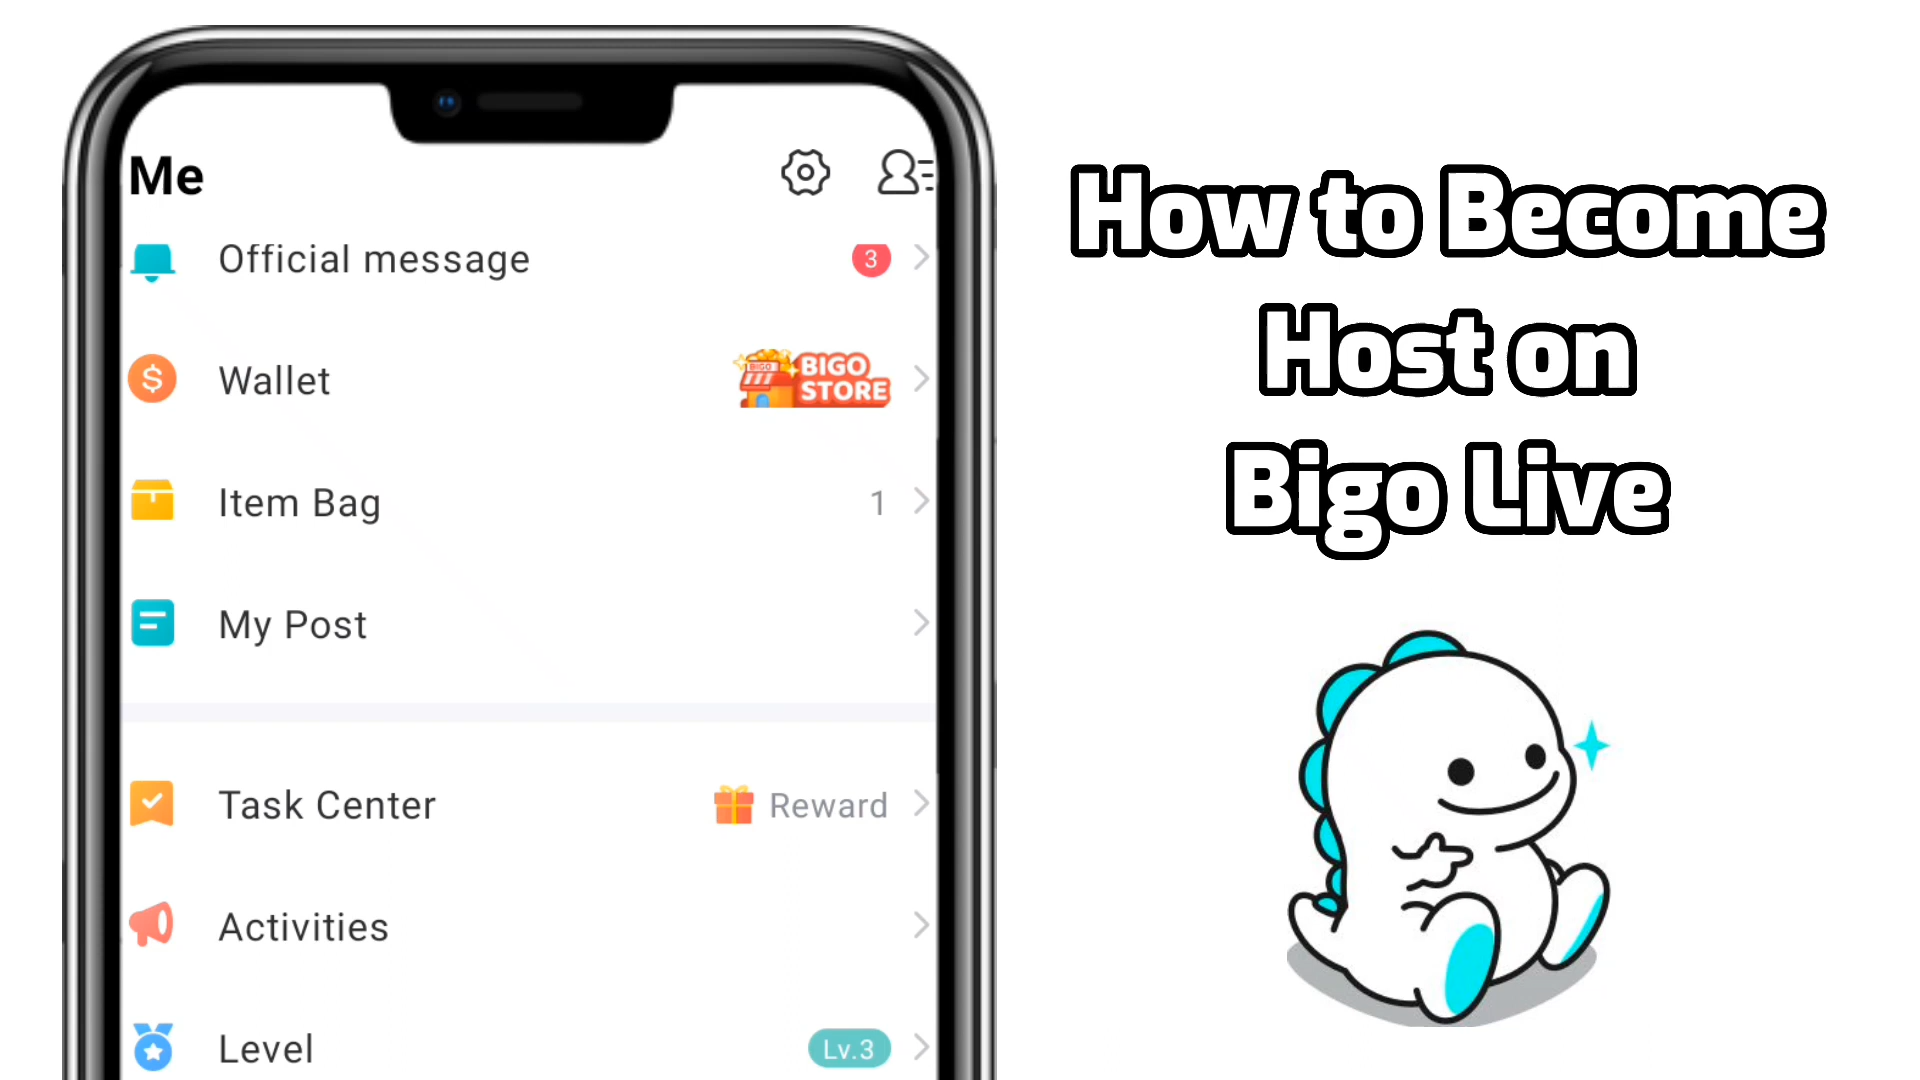 Me
Official message 3
Wallet BIGO BIGO STORE
Item Bag 1
My Post
Task Center Reward
Activities
Level Lv.3
How to Become
Host on
Bigo Live